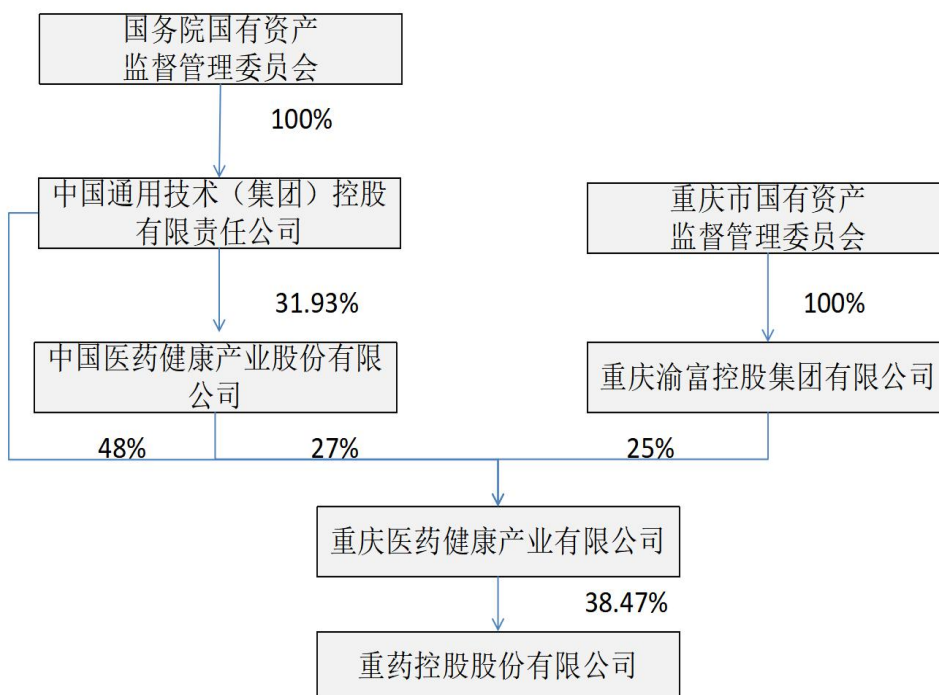 国务院国有资产
监督管理委员会
100%
中国通用技术（集团）控股
有限责任公司
重庆市国有资产
监督管理委员会
31.93%
100%
中国医药健康产业股份有限
公司
重庆渝富控股集团有限公司
48%
27%
25%
重庆医药健康产业有限公司
38.47%
重药控股股份有限公司